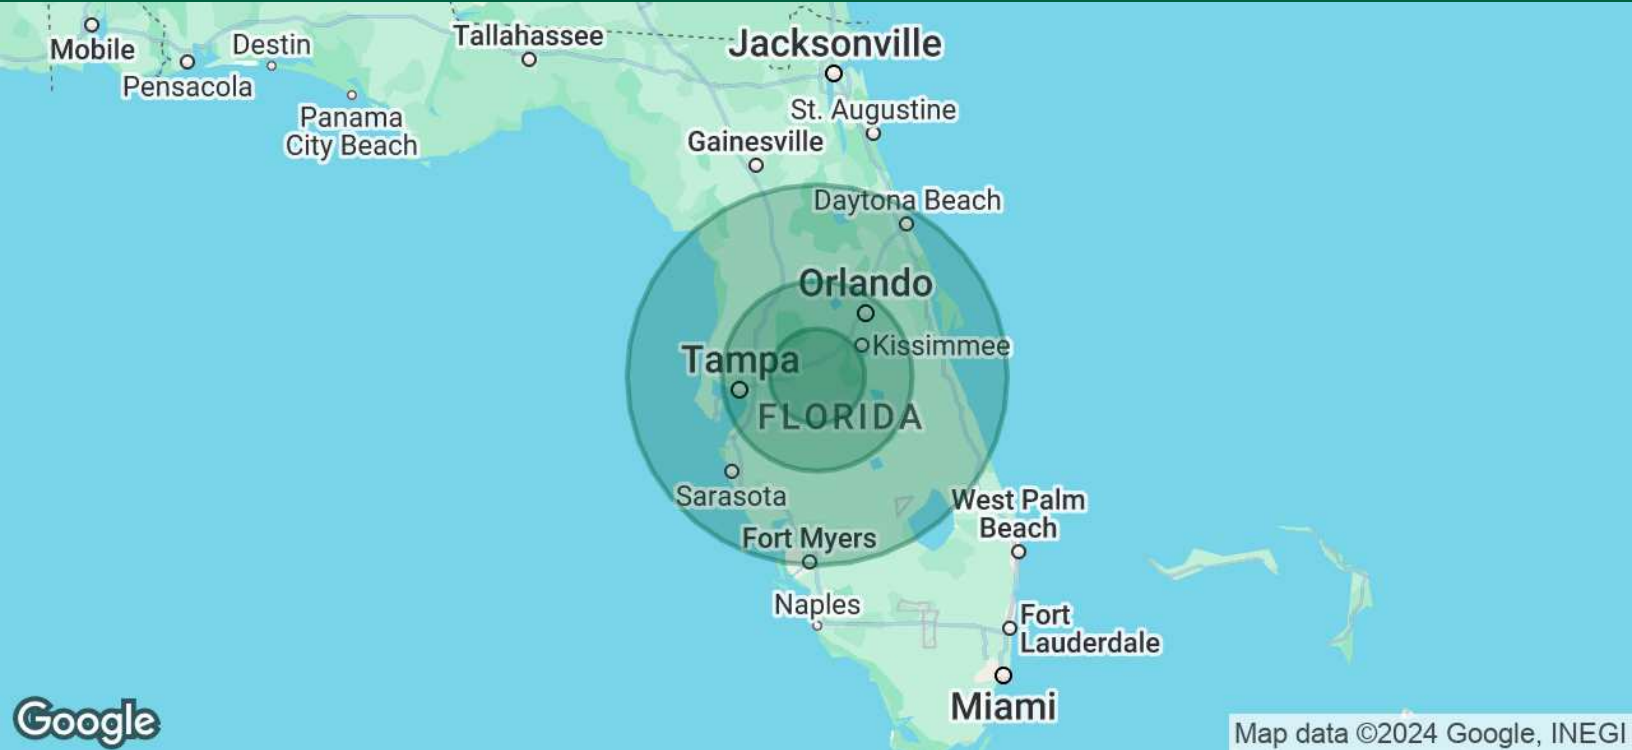 Mobile
Pensacola
Destin
Panama
City Beach
Tallahassee
Jacksonville
St. Augustine
Gainesville
Daytona Beach
Orlando
Kissimmee
Tampa
FLORIDA
Sarasota
West Palm
Beach
Fort Myers
Naples
Fort
Lauderdale
Miami
Google
Map data ©2024 Google, INEGI